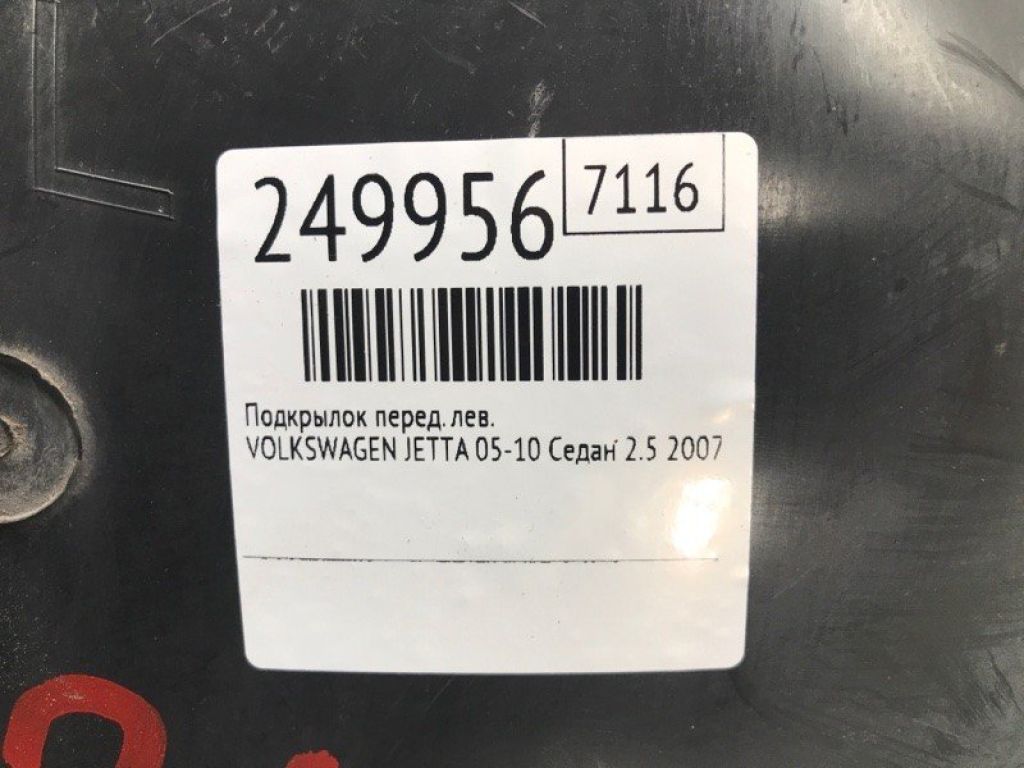 249956
7116
Подкрылок перед. лев.
VOLKSWAGEN JETTA 05-10 Седан 2.5 2007